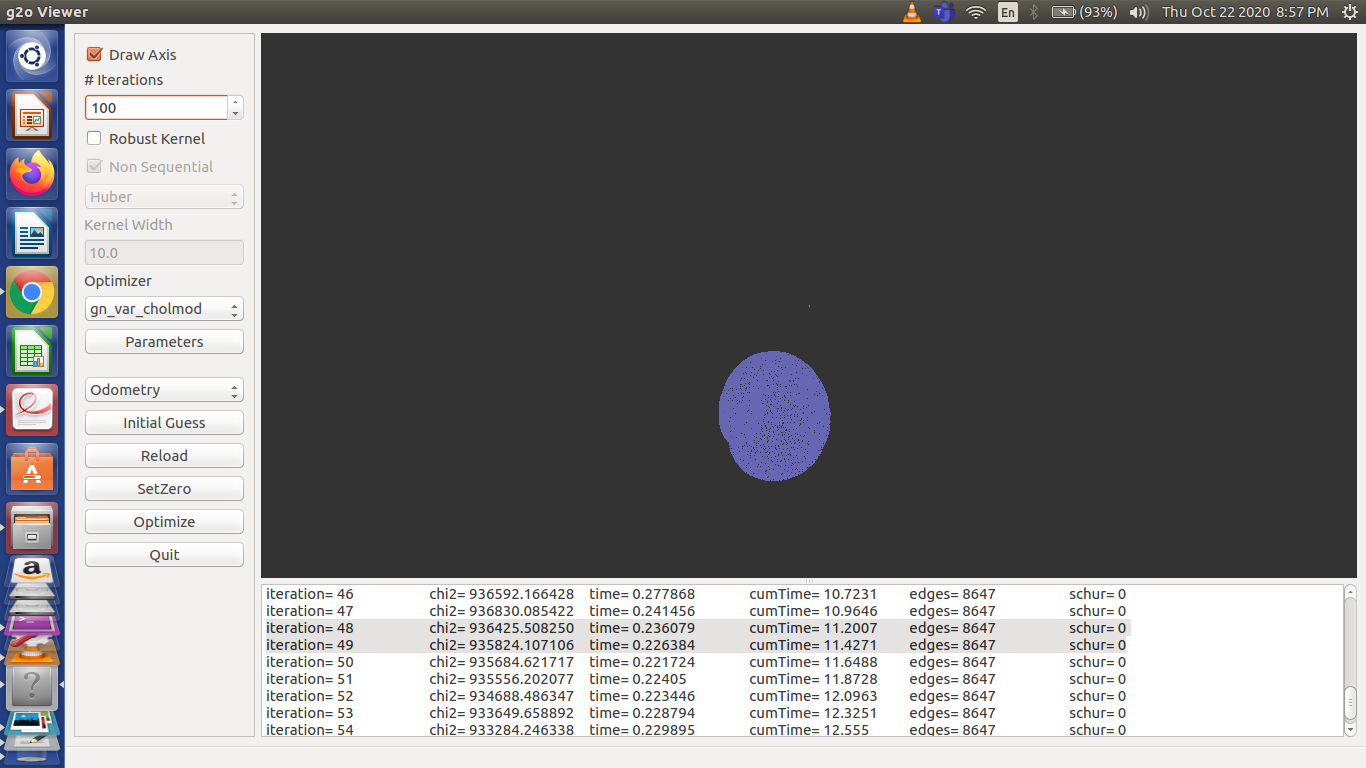 g2o Viewer
En
(93%)
Thu Oct 22 2020 8:57 PM
Draw Axis
# Iterations
100
Robust Kernel
Non Sequential
Huber
Kernel Width
10.0
Optimizer
gn_var_cholmod
Parameters
Odometry
Initial Guess
Reload
SetZero
Optimize
Quit
iteration= 46 chi2= 936592.166428 time= 0.277868 cumTime= 10.7231 edges= 8647 schur= 0
iteration= 47 chi2= 936830.085422 time= 0.241456 cumTime= 10.9646 edges= 8647 schur= 0
iteration= 48 chi2= 936425.508250 time= 0.236079 cumTime= 11.2007 edges= 8647 schur= 0
iteration= 49 chi2= 935824.107106 time= 0.226384 cumTime= 11.4271 edges= 8647 schur= 0
iteration= 50 chi2= 935684.621717 time= 0.221724 cumTime= 11.6488 edges= 8647 schur= 0
iteration= 51 chi2= 935556.202077 time= 0.22405 cumTime= 11.8728 edges= 8647 schur= 0
iteration= 52 chi2= 934688.486347 time= 0.223446 cumTime= 12.0963 edges= 8647 schur= 0
iteration= 53 chi2= 933649.658892 time= 0.228794 cumTime= 12.3251 edges= 8647 schur= 0
iteration= 54 chi2= 933284.246338 time= 0.229895 cumTime= 12.555 edges= 8647 schur= 0